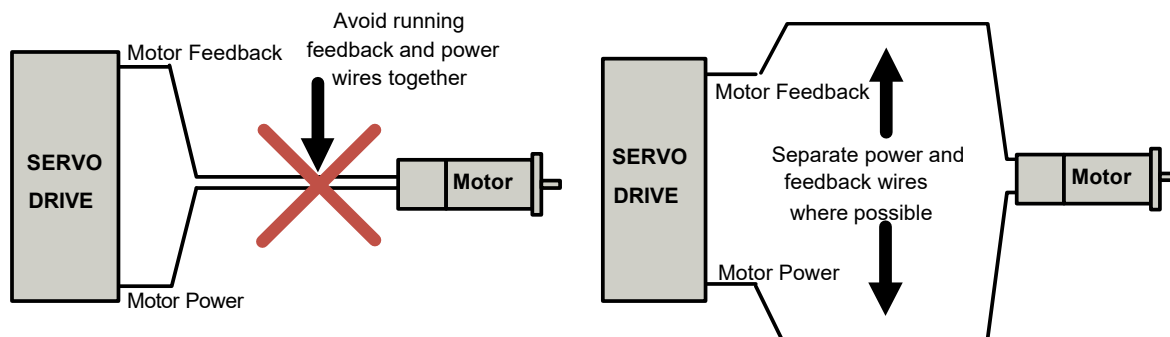 Avoid running
feedback and power
wires together
Motor Feedback
SERVO
DRIVE
Motor
Motor Power
Motor Feedback
SERVO
DRIVE
Separate power and
feedback wires
where possible
Motor
Motor Power